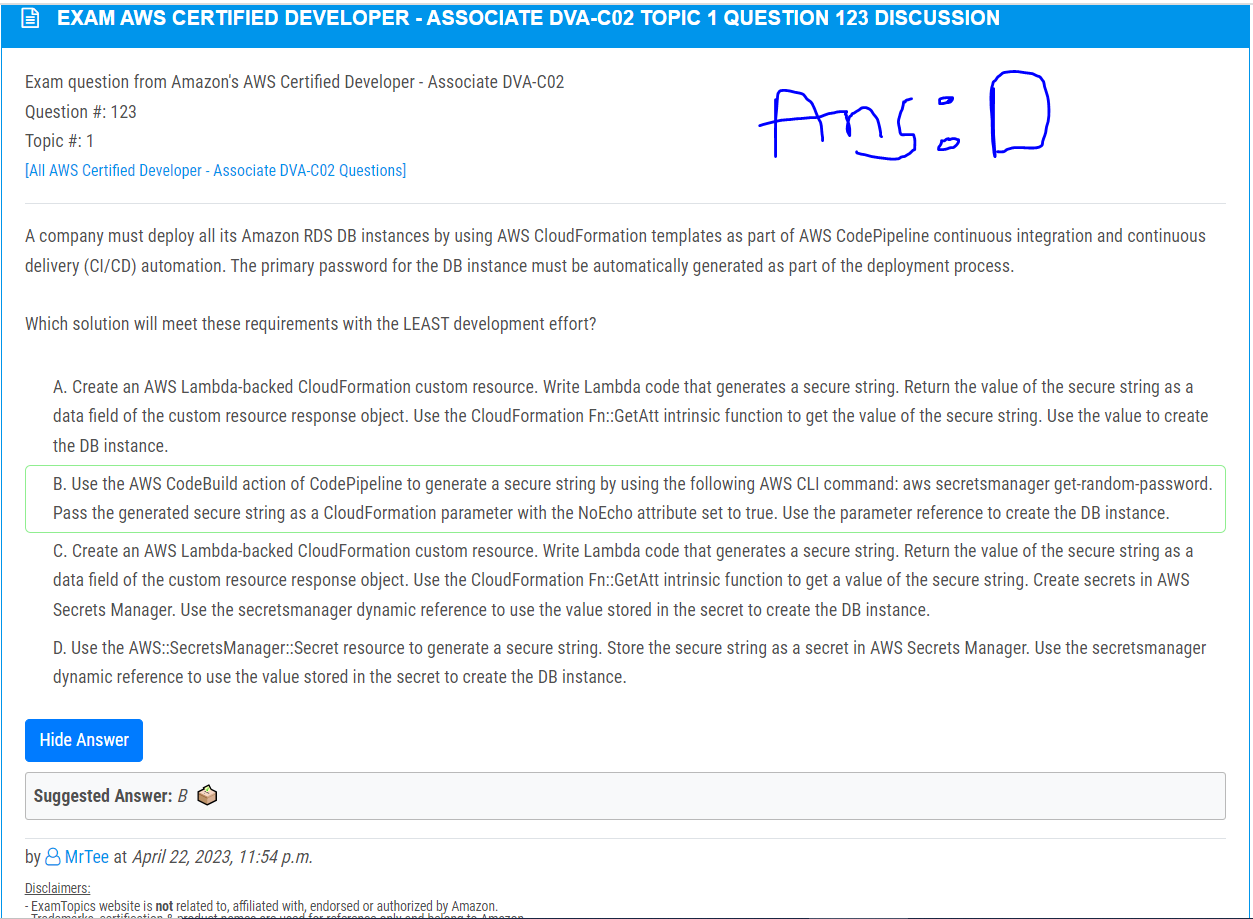 EXAM AWS CERTIFIED DEVELOPER - ASSOCIATE DVA-C02 TOPIC 1 QUESTION 123 DISCUSSION
Exam question from Amazon's AWS Certified Developer - Associate DVA-C02
Question #: 123
Topic #: 1
[All AWS Certified Developer - Associate DVA-C02 Questions]
Ans: D
A company must deploy all its Amazon RDS DB instances by using AWS CloudFormation templates as part of AWS CodePipeline continuous integration and continuous
delivery (CI/CD) automation. The primary password for the DB instance must be automatically generated as part of the deployment process.
Which solution will meet these requirements with the LEAST development effort?
A. Create an AWS Lambda-backed CloudFormation custom resource. Write Lambda code that generates a secure string. Return the value of the secure string as a
data field of the custom resource response object. Use the CloudFormation Fn::GetAtt intrinsic function to get the value of the secure string. Use the value to create
the DB instance.
B. Use the AWS CodeBuild action of CodePipeline to generate a secure string by using the following AWS CLI command: aws secretsmanager get-random-password.
Pass the generated secure string as a CloudFormation parameter with the NoEcho attribute set to true. Use the parameter reference to create the DB instance.
C. Create an AWS Lambda-backed CloudFormation custom resource. Write Lambda code that generates a secure string. Return the value of the secure string as a
data field of the custom resource response object. Use the CloudFormation Fn::GetAtt intrinsic function to get a value of the secure string. Create secrets in AWS
Secrets Manager. Use the secretsmanager dynamic reference to use the value stored in the secret to create the DB instance.
D. Use the AWS::SecretsManager::Secret resource to generate a secure string. Store the secure string as a secret in AWS Secrets Manager. Use the secretsmanager
dynamic reference to use the value stored in the secret to create the DB instance.
Hide Answer
Suggested Answer: B
by MrTee at April 22, 2023, 11:54 p.m.
Disclaimers:
- ExamTopics website is not related to, affiliated with, endorsed or authorized by Amazon.
- Trademarks, certification & product names are used for reference only and belong to Amazon.